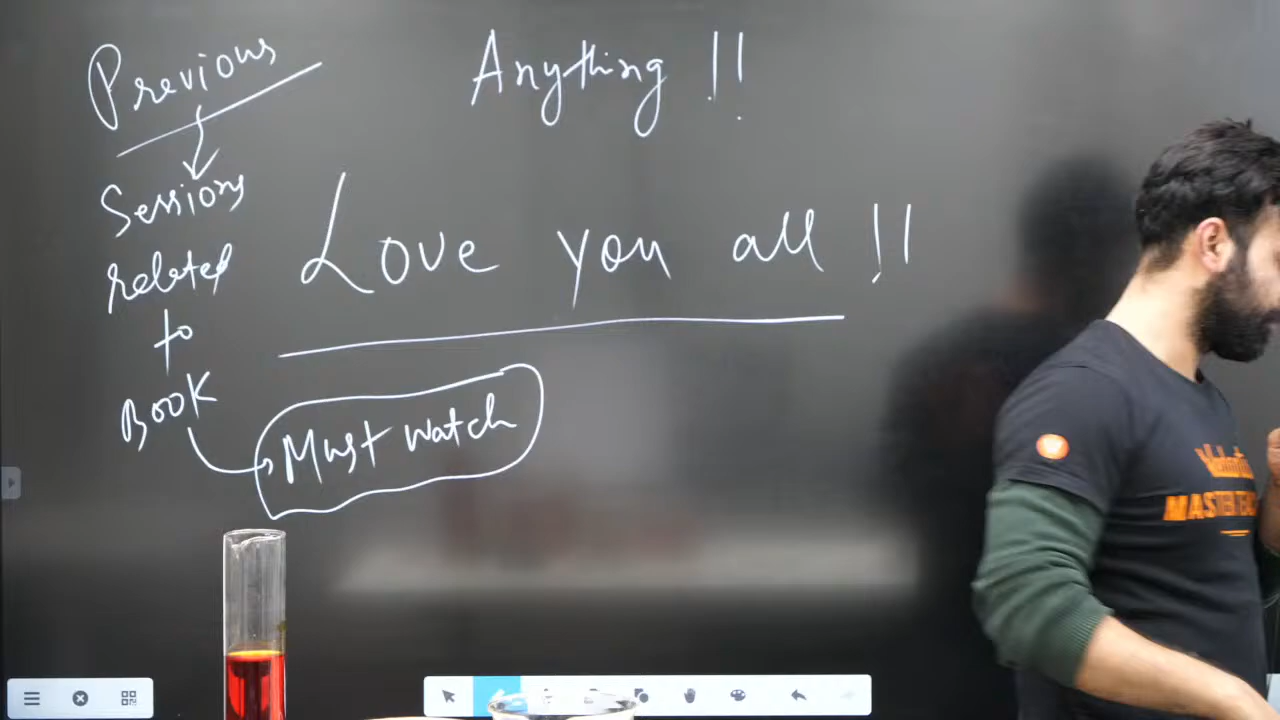 Previous
Sessions
related
to
Book
Must watch
Anything !!
Love you all !!